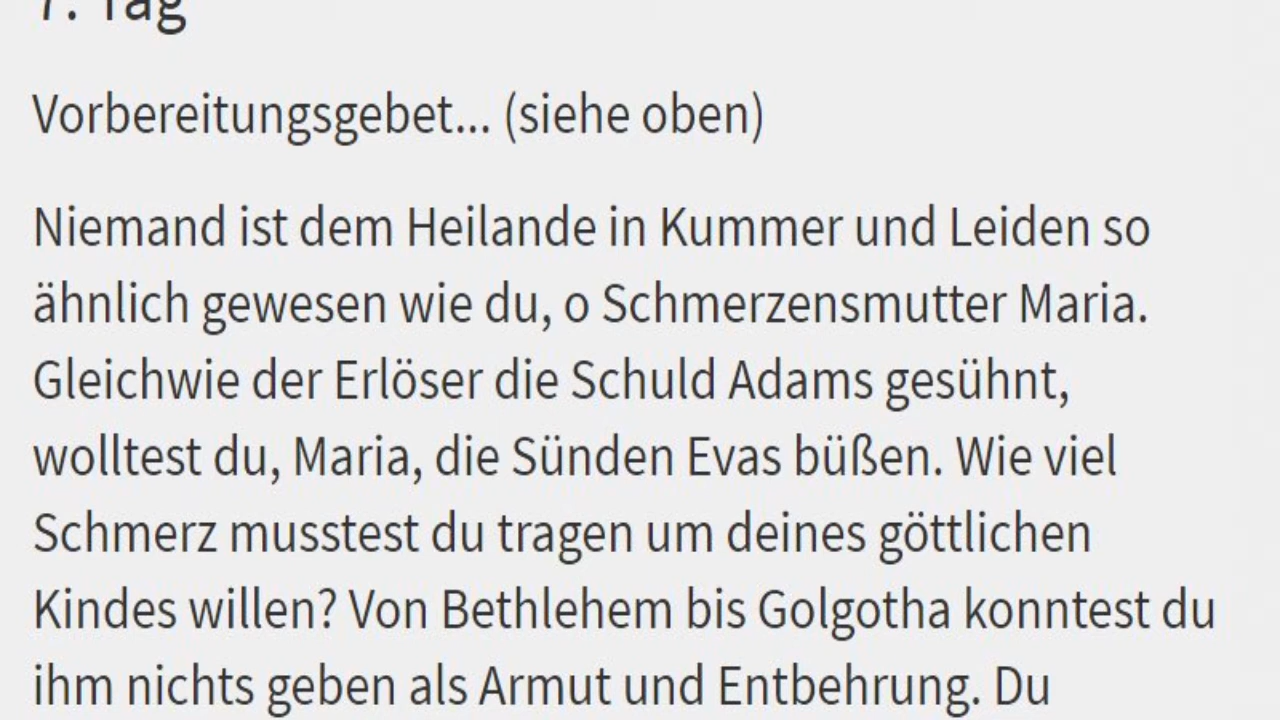 7. Tag
Vorbereitungsgebet... (siehe oben)
Niemand ist dem Heilande in Kummer und Leiden so
ähnlich gewesen wie du, o Schmerzensmutter Maria.
Gleichwie der Erlöser die Schuld Adams gesühnt,
wolltest du, Maria, die Sünden Evas büßen. Wie viel
Schmerz musstest du tragen um deines göttlichen
Kindes willen? Von Bethlehem bis Golgotha konntest du
ihm nichts geben als Armut und Entbehrung. Du